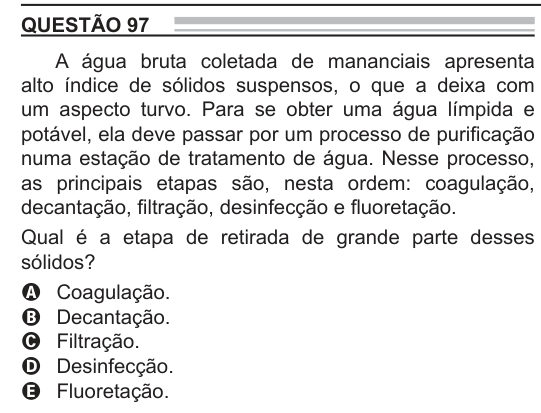 QUESTÃO 97
A água bruta coletada de mananciais apresenta
alto índice de sólidos suspensos, o que a deixa com
um aspecto turvo. Para se obter uma água límpida e
potável, ela deve passar por um processo de purificação
numa estação de tratamento de água. Nesse processo,
as principais etapas são, nesta ordem: coagulação,
decantação, filtração, desinfecção e fluoretação.
Qual é a etapa de retirada de grande parte desses
sólidos?
A Coagulação.
B Decantação.
C Filtração.
D Desinfecção.
E Fluoretação.